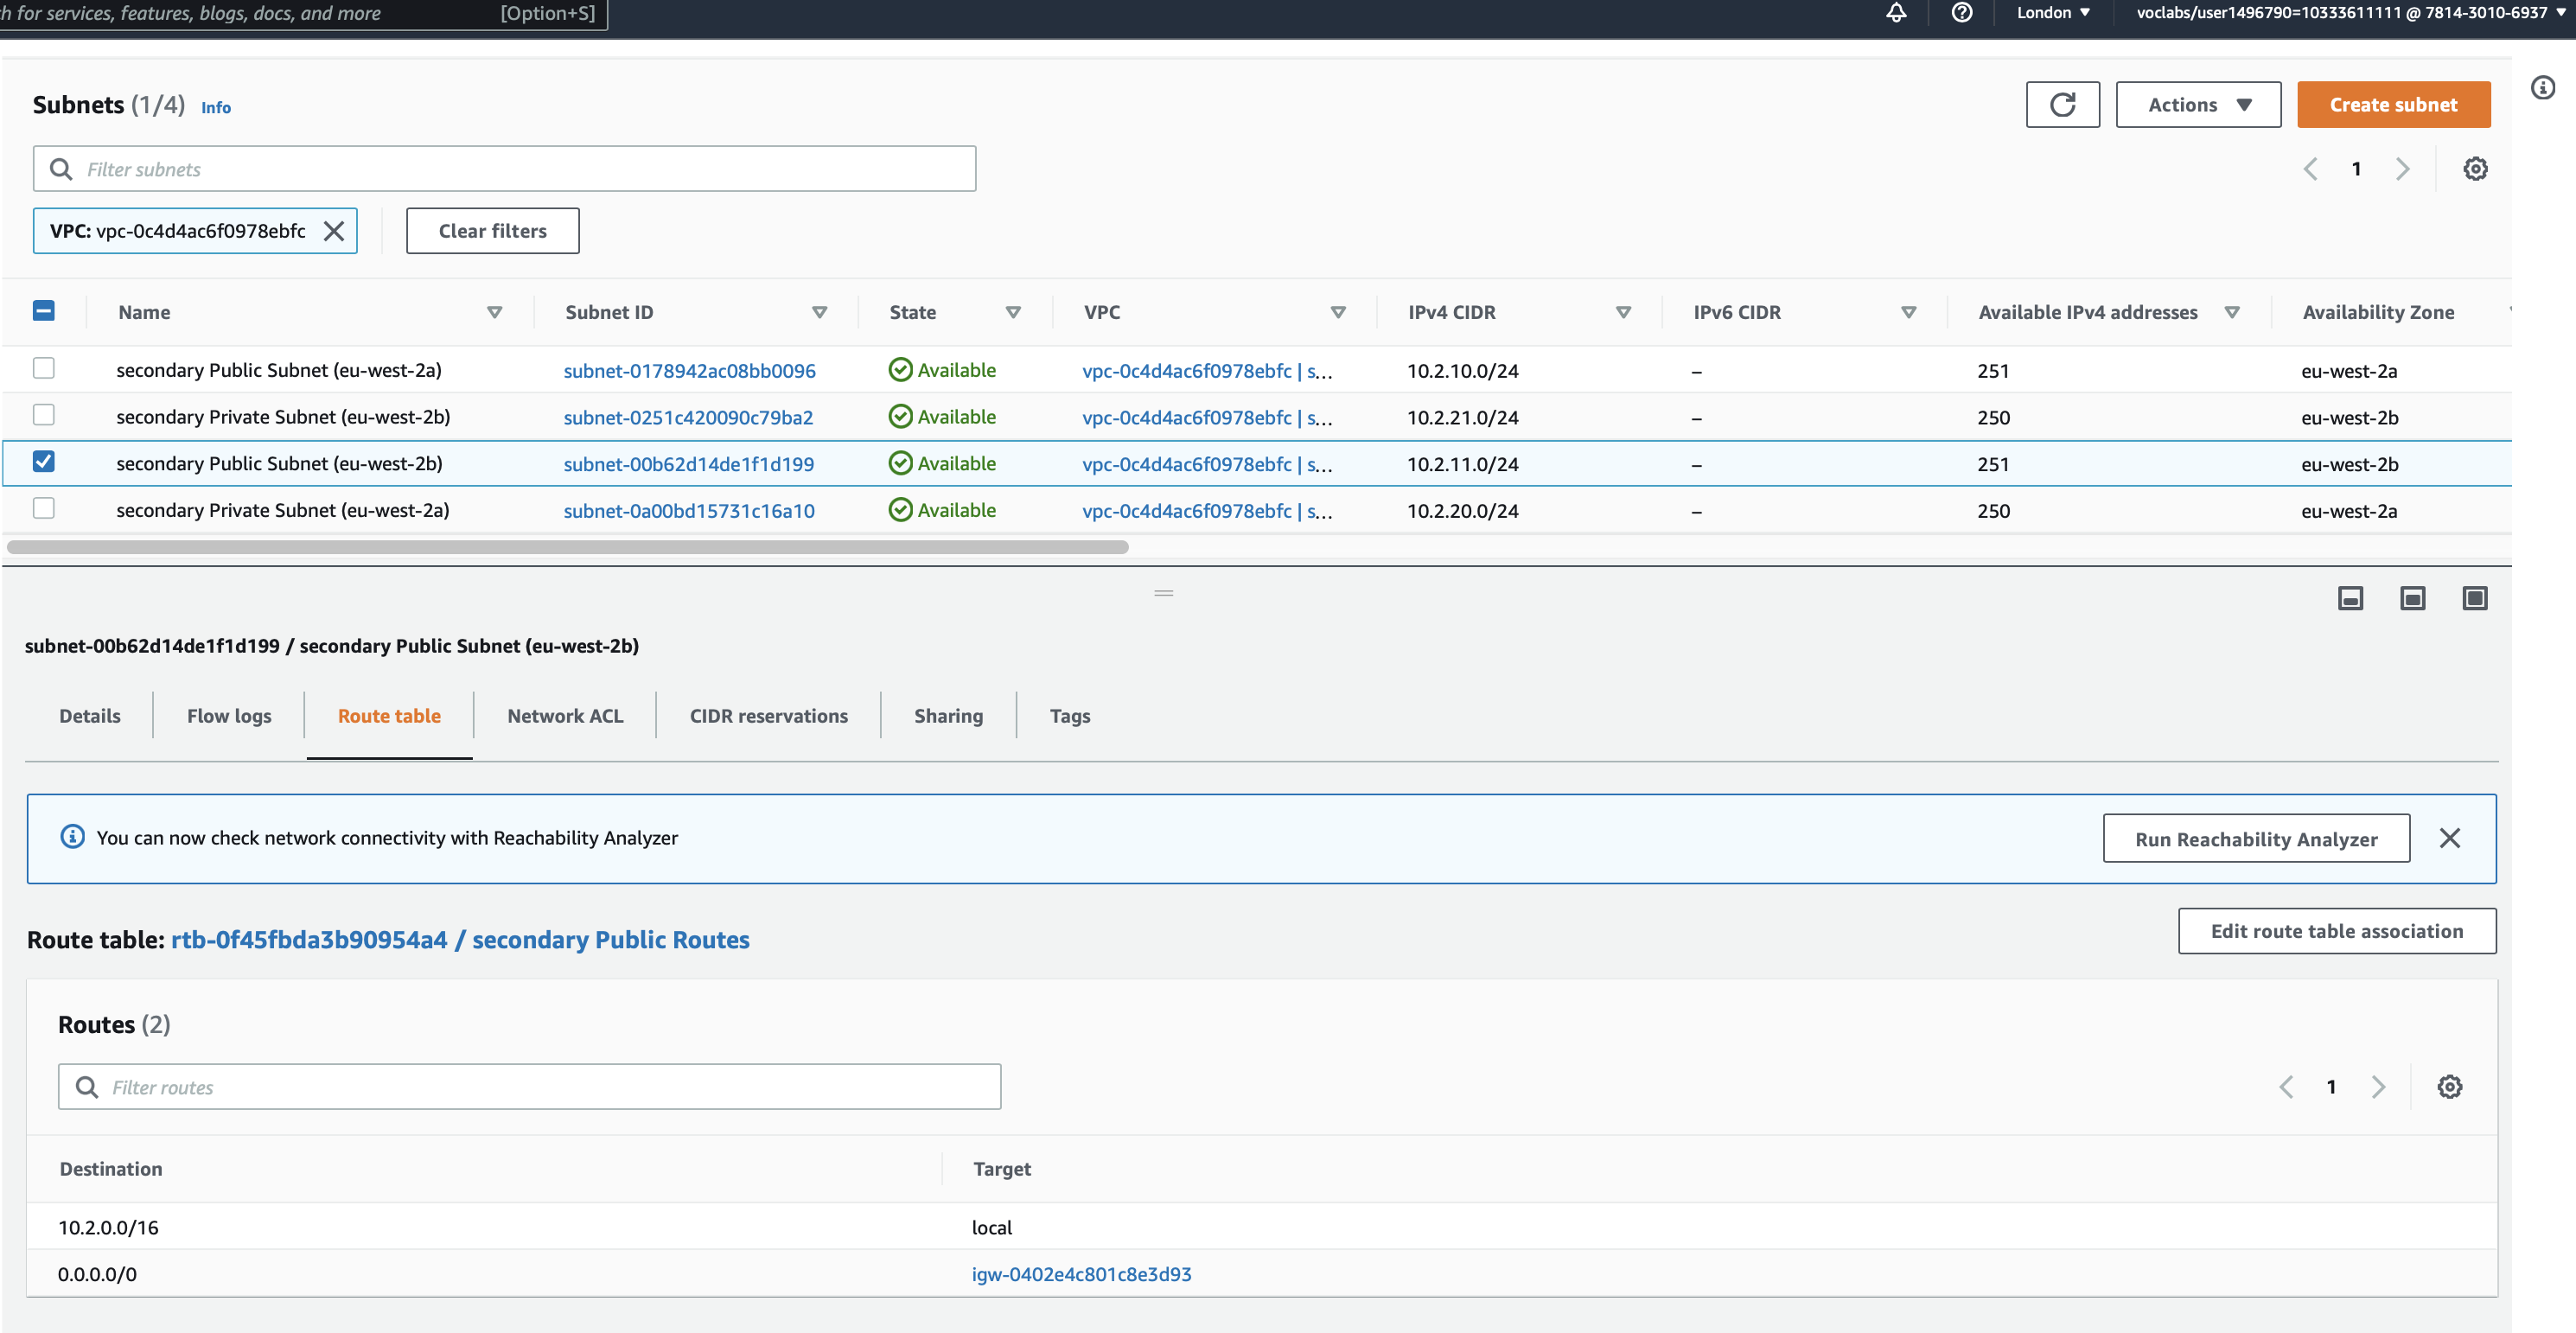 h for services, features, blogs, docs, and more [Option+S] London voclabs/user1496790=10333611111 @ 7814-3010-6937
Subnets (1/4) Info Actions Create subnet
Filter subnets 1
VPC: vpc-0c4d4ac6f0978ebfc Clear filters
Name Subnet ID State VPC IPv4 CIDR IPv6 CIDR Available IPv4 addresses Availability Zone
secondary Public Subnet (eu-west-2a) subnet-0178942ac08bb0096 Available vpc-0c4d4ac6f0978ebfc | s... 10.2.10.0/24 – 251 eu-west-2a
secondary Private Subnet (eu-west-2b) subnet-0251c420090c79ba2 Available vpc-0c4d4ac6f0978ebfc | s... 10.2.21.0/24 – 250 eu-west-2b
secondary Public Subnet (eu-west-2b) subnet-00b62d14de1f1d199 Available vpc-0c4d4ac6f0978ebfc | s... 10.2.11.0/24 – 251 eu-west-2b
secondary Private Subnet (eu-west-2a) subnet-0a00bd15731c16a10 Available vpc-0c4d4ac6f0978ebfc | s... 10.2.20.0/24 – 250 eu-west-2a
subnet-00b62d14de1f1d199 / secondary Public Subnet (eu-west-2b)
Details Flow logs Route table Network ACL CIDR reservations Sharing Tags
You can now check network connectivity with Reachability Analyzer Run Reachability Analyzer
Route table: rtb-0f45fbda3b90954a4 / secondary Public Routes Edit route table association
Routes (2)
Filter routes 1
Destination Target
10.2.0.0/16 local
0.0.0.0/0 igw-0402e4c801c8e3d93